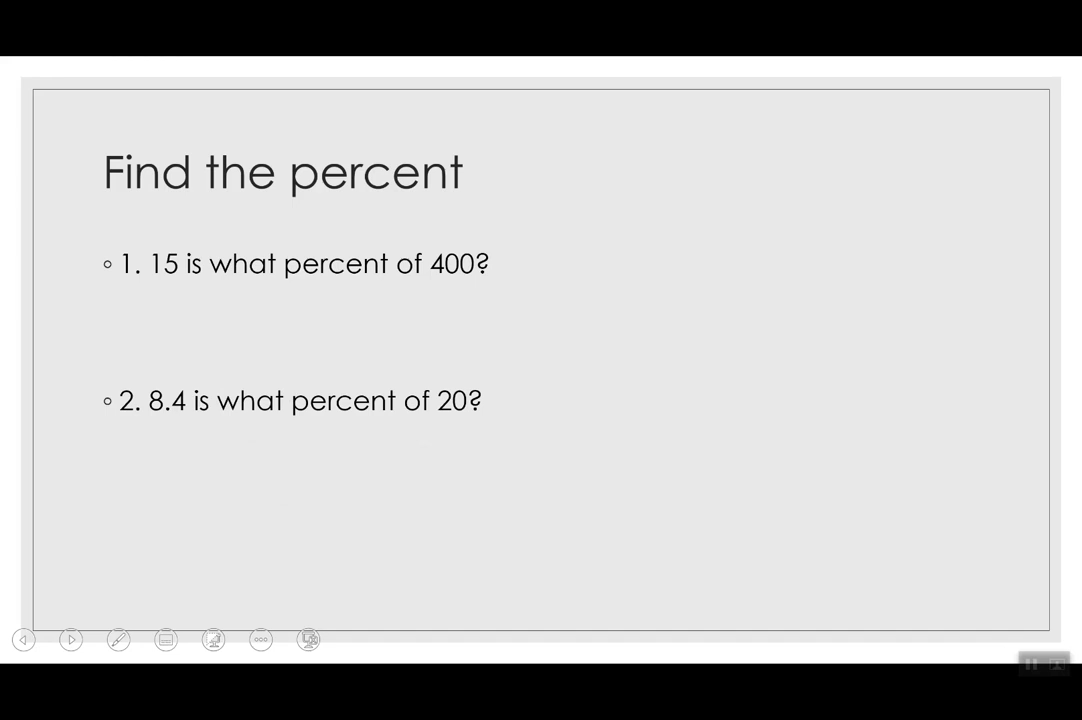 Find the percent
1. 15 is what percent of 400?
2. 8.4 is what percent of 20?